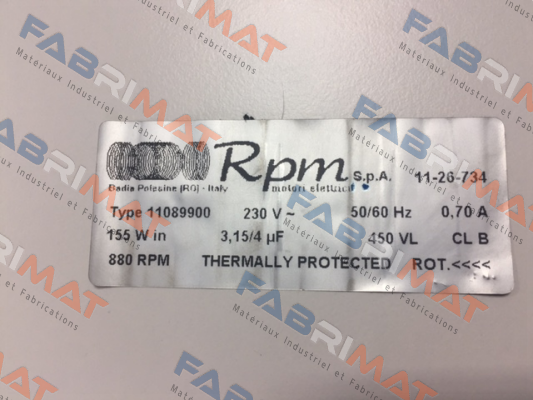 Rpm S.p.A. 11-26-734
Badia Polesine [RO] - Italy motori elettrici
Type 11089900 230 V ~ 50/60 Hz 0,70 A
155 W in 3,15/4 µF 450 VL CL B
880 RPM THERMALLY PROTECTED ROT.<<<<
FABRIMAT
Materiaux Industriel et Fabrications